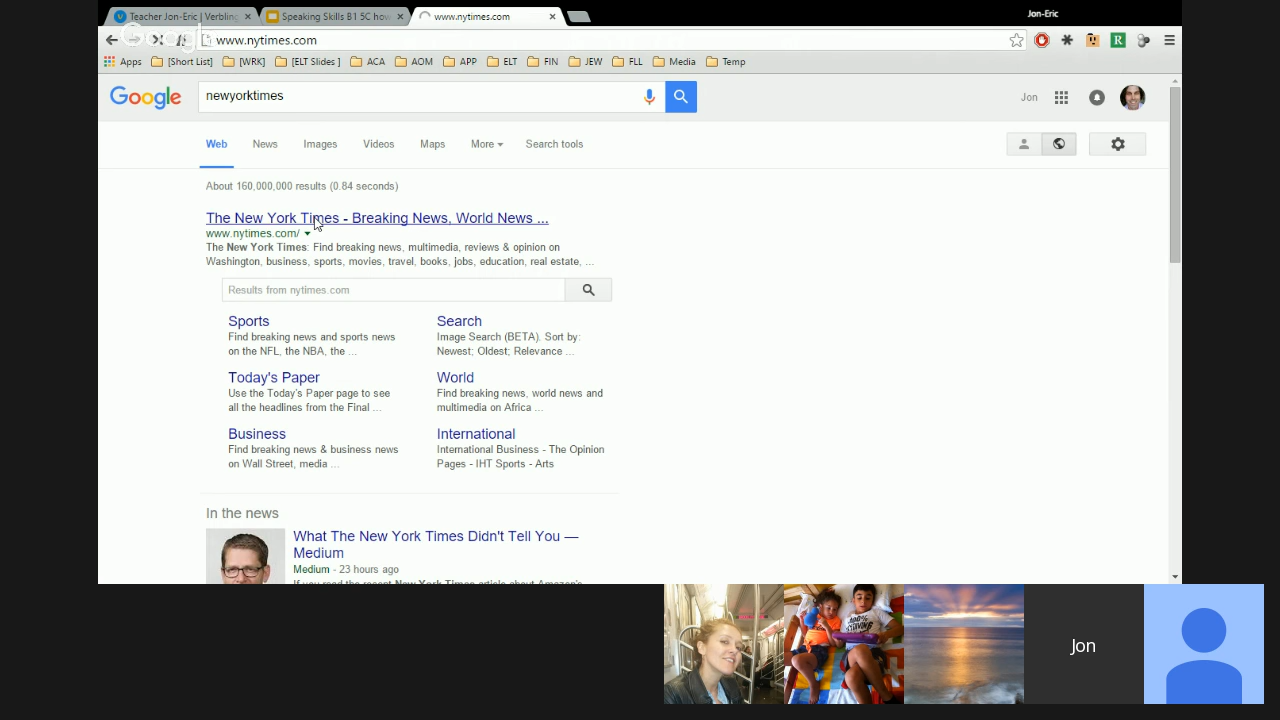 Jon-Eric
Teacher Jon-Eric | Verbling
Speaking Skills B1 5C how
www.nytimes.com
www.nytimes.com
Apps [Short List] [WRK] [ELT Slides ] ACA AOM APP ELT FIN JEW FLL Media Temp
Google newyorktimes Jon
Web News Images Videos Maps More Search tools
About 160,000,000 results (0.84 seconds)
The New York Times - Breaking News, World News ...
www.nytimes.com/
The New York Times: Find breaking news, multimedia, reviews & opinion on
Washington, business, sports, movies, travel, books, jobs, education, real estate, ...
Results from nytimes.com
Sports
Find breaking news and sports news
on the NFL, the NBA, the ...
Search
Image Search (BETA). Sort by:
Newest; Oldest; Relevance ...
Today's Paper
Use the Today's Paper page to see
all the headlines from the Final ...
World
Find breaking news, world news and
multimedia on Africa ...
Business
Find breaking news & business news
on Wall Street, media ...
International
International Business - The Opinion
Pages - IHT Sports - Arts
In the news
What The New York Times Didn't Tell You —
Medium
Medium - 23 hours ago
Jon